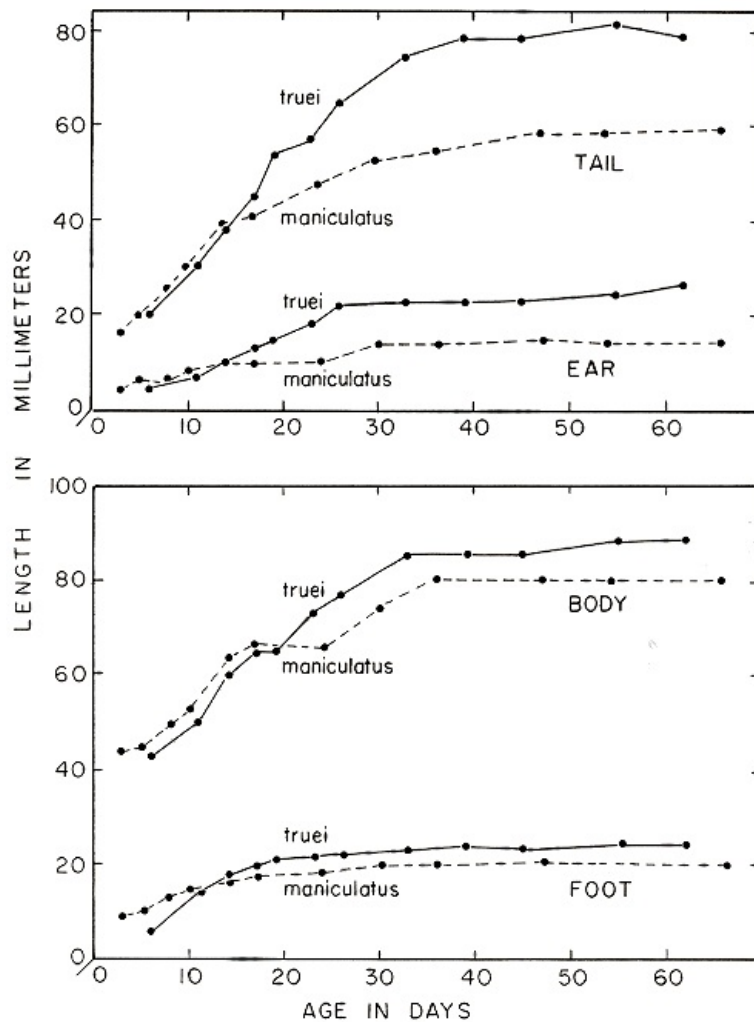 80
truei
60
TAIL
40
maniculatus
truei
20
maniculatus
EAR
0
0 10 20 30 40 50 60
LENGTH IN MILLIMETERS
100
truei
80
BODY
maniculatus
60
40
truei
20
maniculatus
FOOT
0
0 10 20 30 40 50 60
AGE IN DAYS